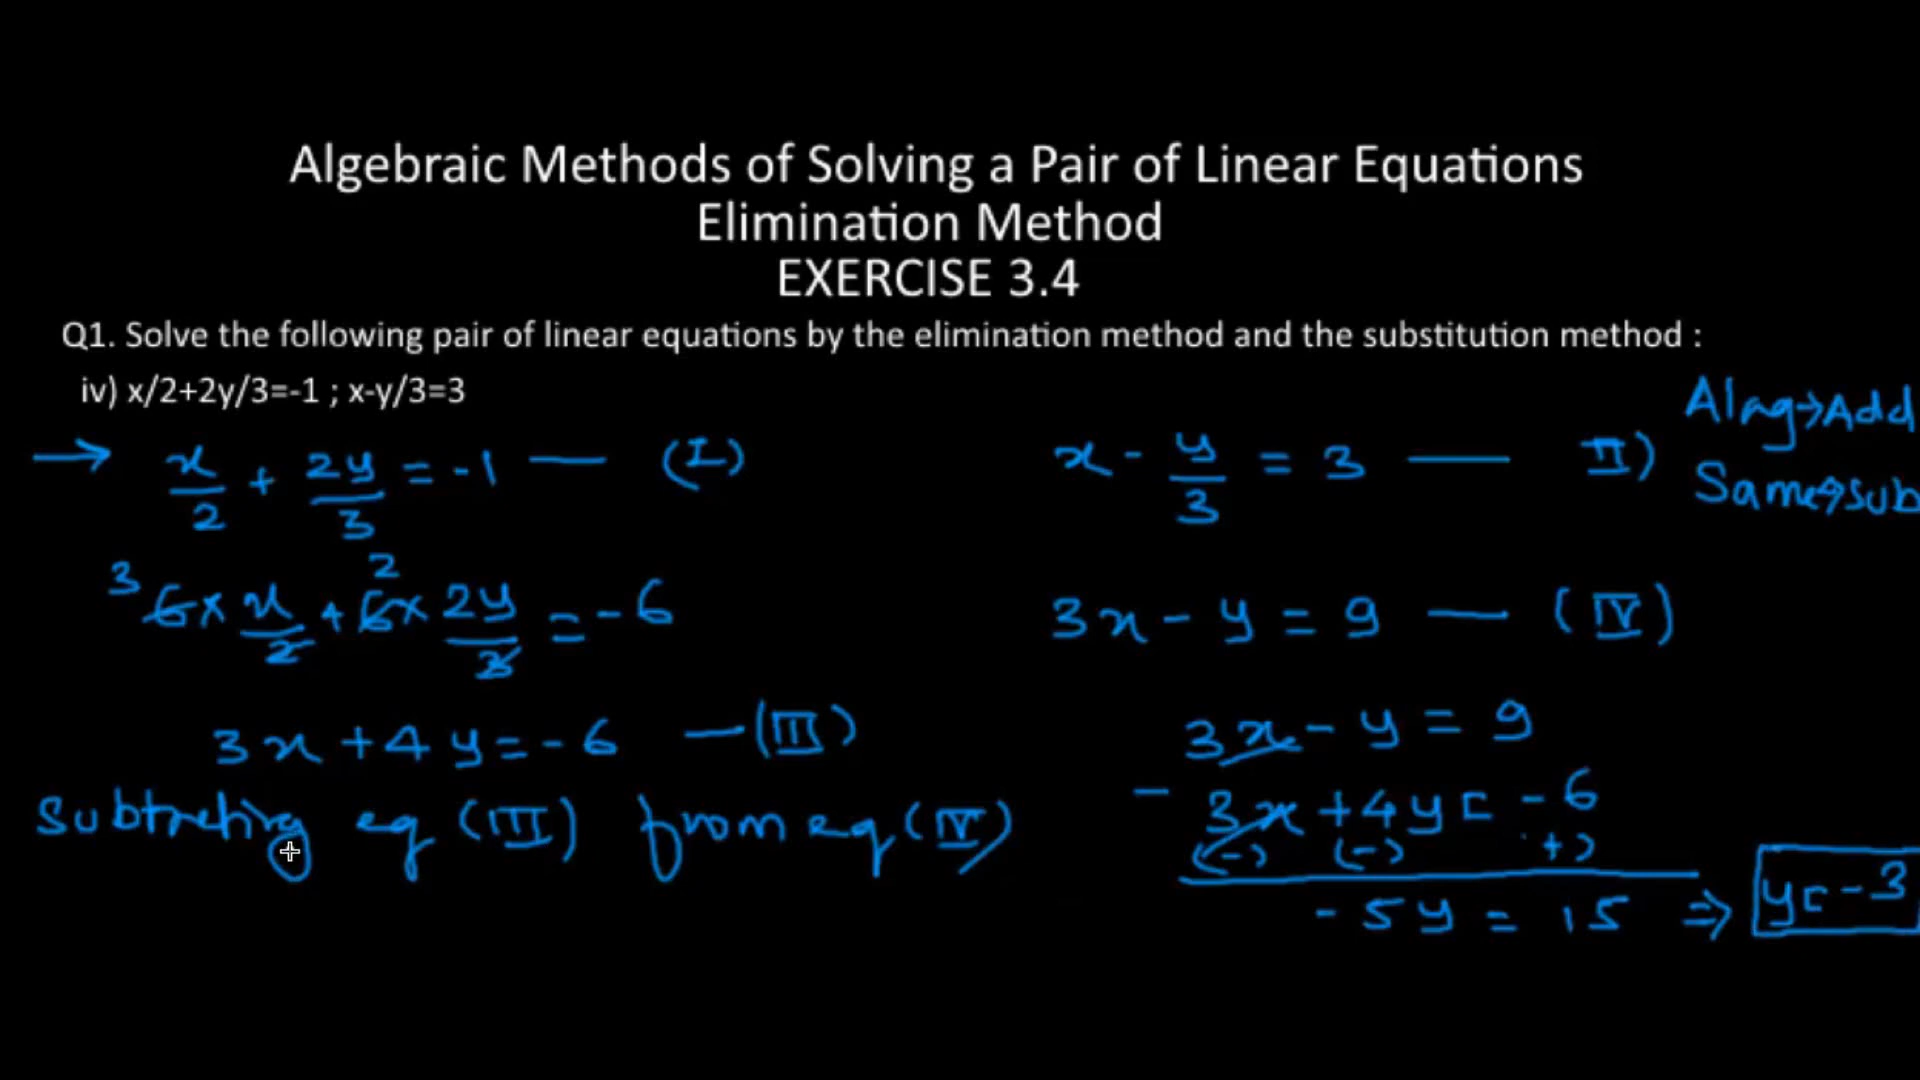 Algebraic Methods of Solving a Pair of Linear Equations
Elimination Method
EXERCISE 3.4
Q1. Solve the following pair of linear equations by the elimination method and the substitution method :
iv) x/2+2y/3=-1 ; x-y/3=3
Alag→Add
Same→Sub
→ x/2 + 2y/3 = -1 — (I)
x - y/3 = 3 — II)
3 6 × x/2 + 2 6 × 2y/3 = -6
3x - y = 9 — (IV)
3x + 4y = -6 — (III)
3x - y = 9
- 3x + 4y = -6
(-) (-) +)
Subtracting eq (III) from eq (IV)
-5y = 15 ⇒ y = -3